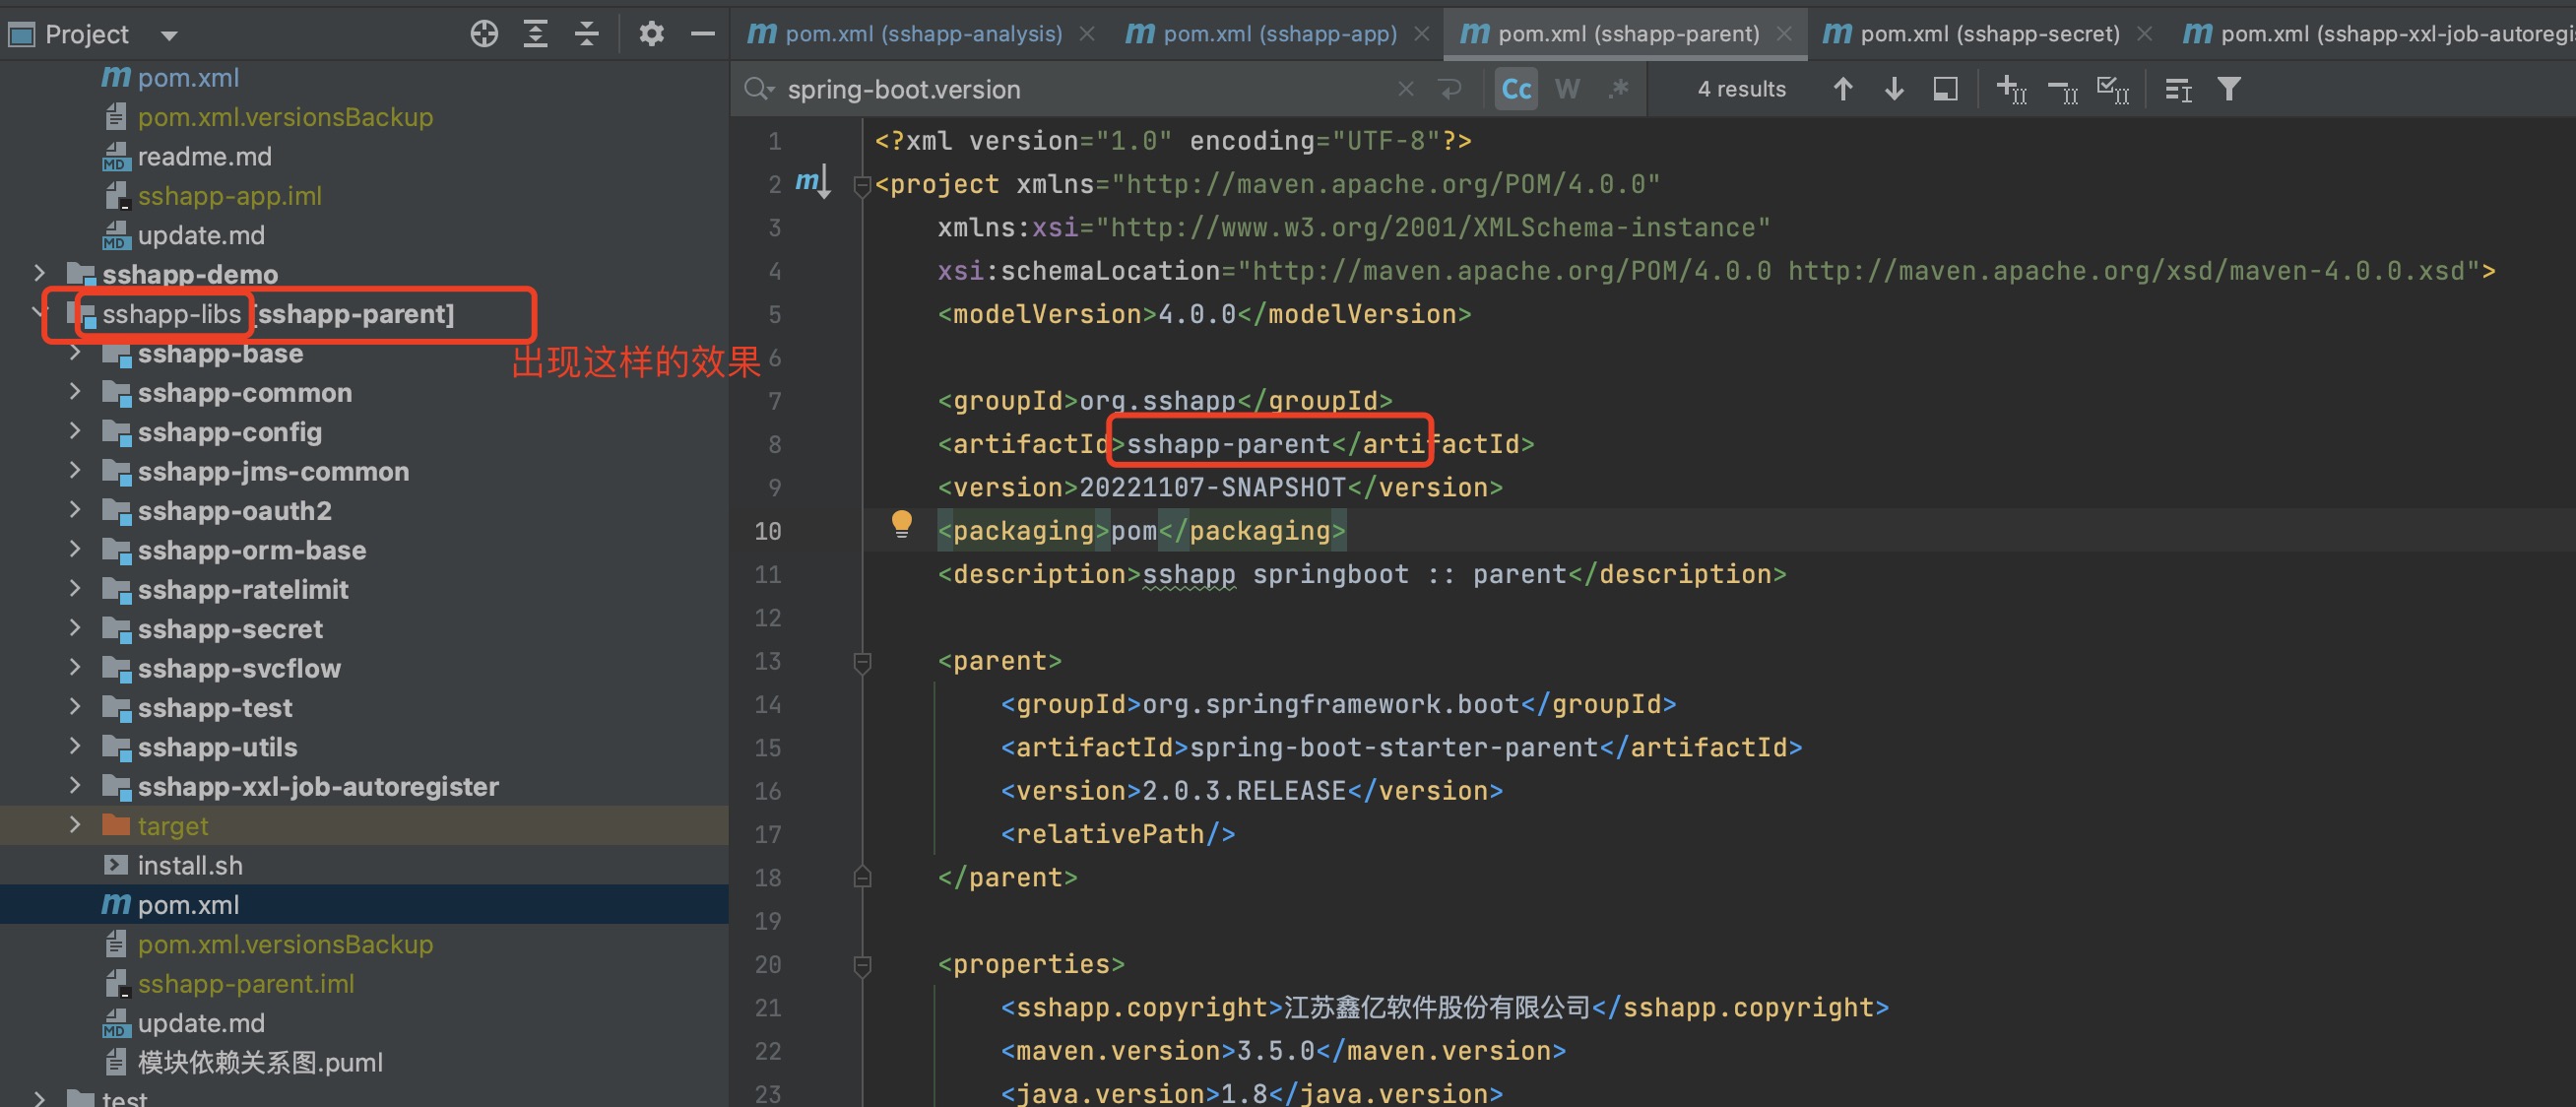 Project
pom.xml
pom.xml.versionsBackup
readme.md
sshapp-app.iml
update.md
sshapp-demo
sshapp-libs [sshapp-parent]
出现这样的效果
sshapp-base
sshapp-common
sshapp-config
sshapp-jms-common
sshapp-oauth2
sshapp-orm-base
sshapp-ratelimit
sshapp-secret
sshapp-svcflow
sshapp-test
sshapp-utils
sshapp-xxl-job-autoregister
target
install.sh
pom.xml
pom.xml.versionsBackup
sshapp-parent.iml
update.md
模块依赖关系图.puml
test
pom.xml (sshapp-analysis) pom.xml (sshapp-app) pom.xml (sshapp-parent) pom.xml (sshapp-secret) pom.xml (sshapp-xxl-job-autoregi
spring-boot.version Cc W .* 4 results
1 <?xml version="1.0" encoding="UTF-8"?>
2 <project xmlns="http://maven.apache.org/POM/4.0.0"
3 xmlns:xsi="http://www.w3.org/2001/XMLSchema-instance"
4 xsi:schemaLocation="http://maven.apache.org/POM/4.0.0 http://maven.apache.org/xsd/maven-4.0.0.xsd">
5 <modelVersion>4.0.0</modelVersion>
6
7 <groupId>org.sshapp</groupId>
8 <artifactId>sshapp-parent</artifactId>
9 <version>20221107-SNAPSHOT</version>
10 <packaging>pom</packaging>
11 <description>sshapp springboot :: parent</description>
12
13 <parent>
14 <groupId>org.springframework.boot</groupId>
15 <artifactId>spring-boot-starter-parent</artifactId>
16 <version>2.0.3.RELEASE</version>
17 <relativePath/>
18 </parent>
19
20 <properties>
21 <sshapp.copyright>江苏鑫亿软件股份有限公司</sshapp.copyright>
22 <maven.version>3.5.0</maven.version>
23 <java.version>1.8</java.version>